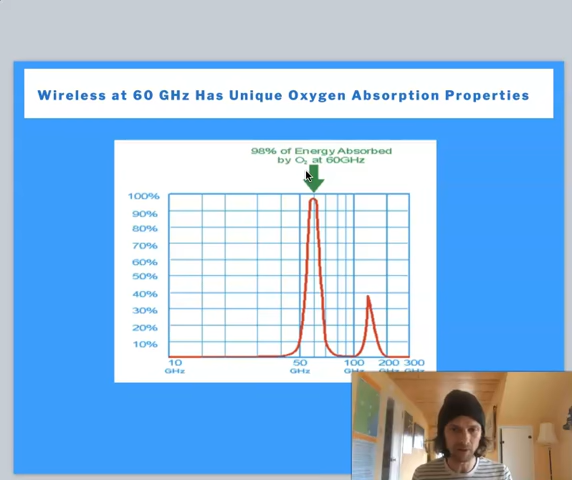 Wireless at 60 GHz Has Unique Oxygen Absorption Properties
98% of Energy Absorbed
by O₂ at 60GHz
100%
90%
80%
70%
60%
50%
40%
30%
20%
10%
10 50 100 200 300
GHz GHz GHz GHz GHz